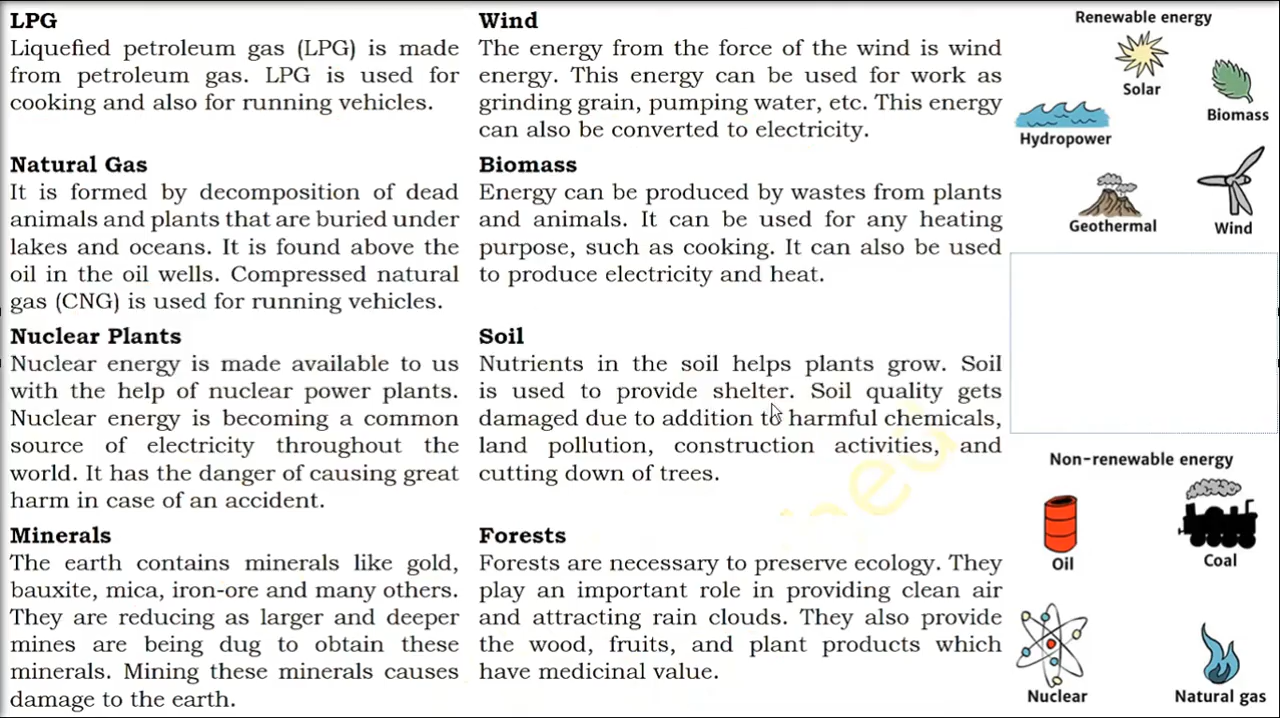 LPG
Liquefied petroleum gas (LPG) is made
from petroleum gas. LPG is used for
cooking and also for running vehicles.
Natural Gas
It is formed by decomposition of dead
animals and plants that are buried under
lakes and oceans. It is found above the
oil in the oil wells. Compressed natural
gas (CNG) is used for running vehicles.
Nuclear Plants
Nuclear energy is made available to us
with the help of nuclear power plants.
Nuclear energy is becoming a common
source of electricity throughout the
world. It has the danger of causing great
harm in case of an accident.
Minerals
The earth contains minerals like gold,
bauxite, mica, iron-ore and many others.
They are reducing as larger and deeper
mines are being dug to obtain these
minerals. Mining these minerals causes
damage to the earth.
Wind
The energy from the force of the wind is wind
energy. This energy can be used for work as
grinding grain, pumping water, etc. This energy
can also be converted to electricity.
Biomass
Energy can be produced by wastes from plants
and animals. It can be used for any heating
purpose, such as cooking. It can also be used
to produce electricity and heat.
Soil
Nutrients in the soil helps plants grow. Soil
is used to provide shelter. Soil quality gets
damaged due to addition to harmful chemicals,
land pollution, construction activities, and
cutting down of trees.
Forests
Forests are necessary to preserve ecology. They
play an important role in providing clean air
and attracting rain clouds. They also provide
the wood, fruits, and plant products which
have medicinal value.
Renewable energy
Solar
Biomass
Hydropower
Geothermal
Wind
Non-renewable energy
Oil
Coal
Nuclear
Natural gas